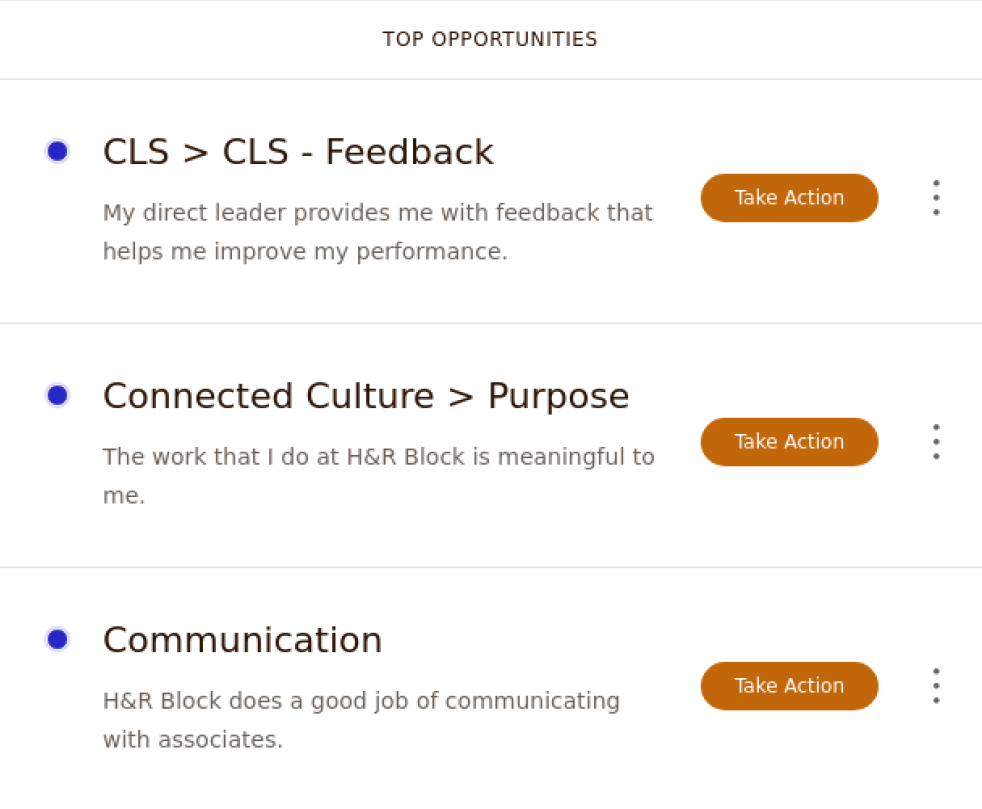 TOP OPPORTUNITIES
CLS > CLS - Feedback
My direct leader provides me with feedback that
helps me improve my performance.
Take Action
Connected Culture > Purpose
The work that I do at H&R Block is meaningful to
me.
Take Action
Communication
H&R Block does a good job of communicating
with associates.
Take Action